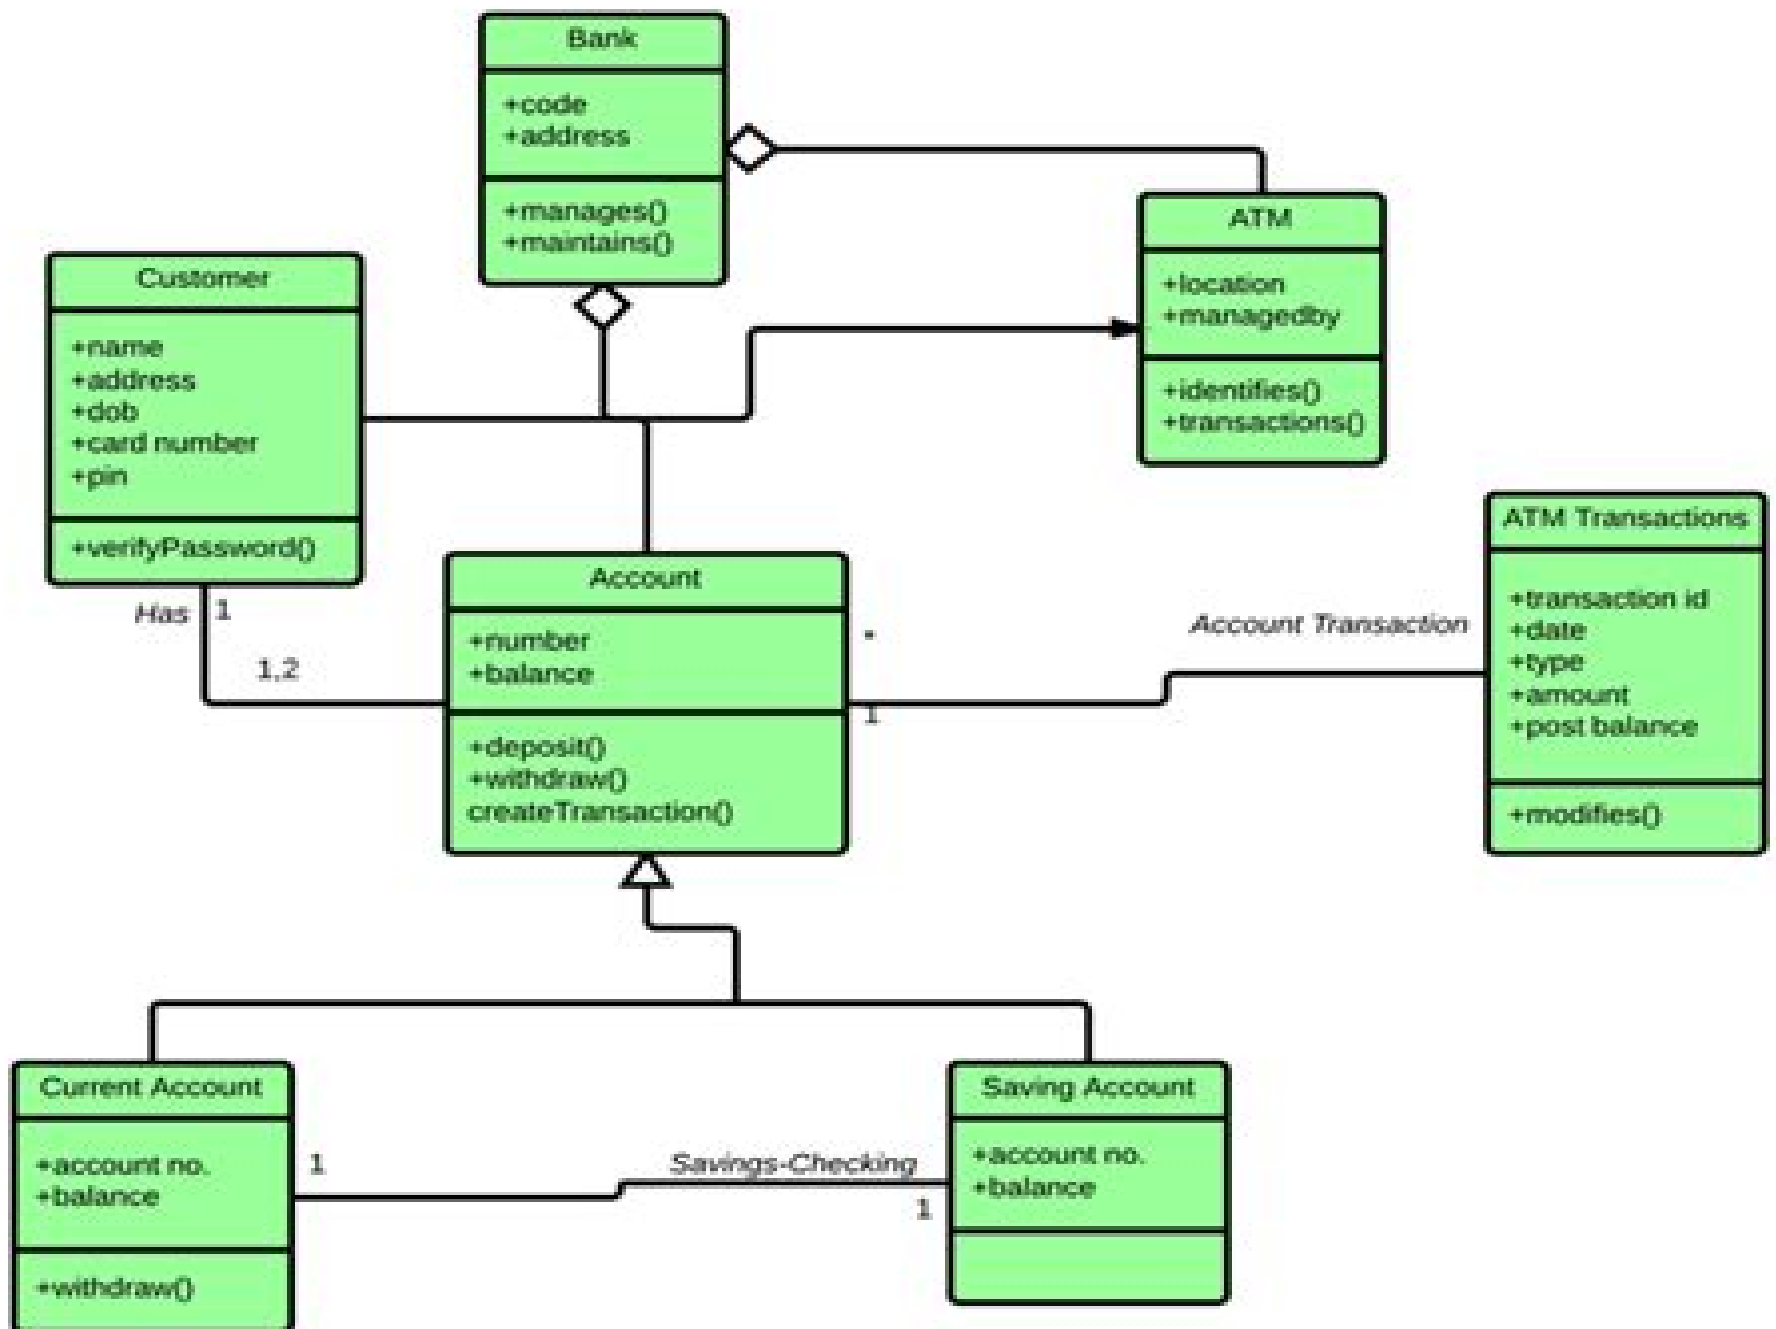 Bank
+code
+address
+manages()
+maintains()
ATM
+location
+managedby
+identifies()
+transactions()
Customer
+name
+address
+dob
+card number
+pin
+verifyPassword()
Has
1
1,2
Account
+number
+balance
+deposit()
+withdraw()
createTransaction()
*
1
Account Transaction
ATM Transactions
+transaction id
+date
+type
+amount
+post balance
+modifies()
Current Account
+account no.
+balance
+withdraw()
1
Savings-Checking
1
Saving Account
+account no.
+balance